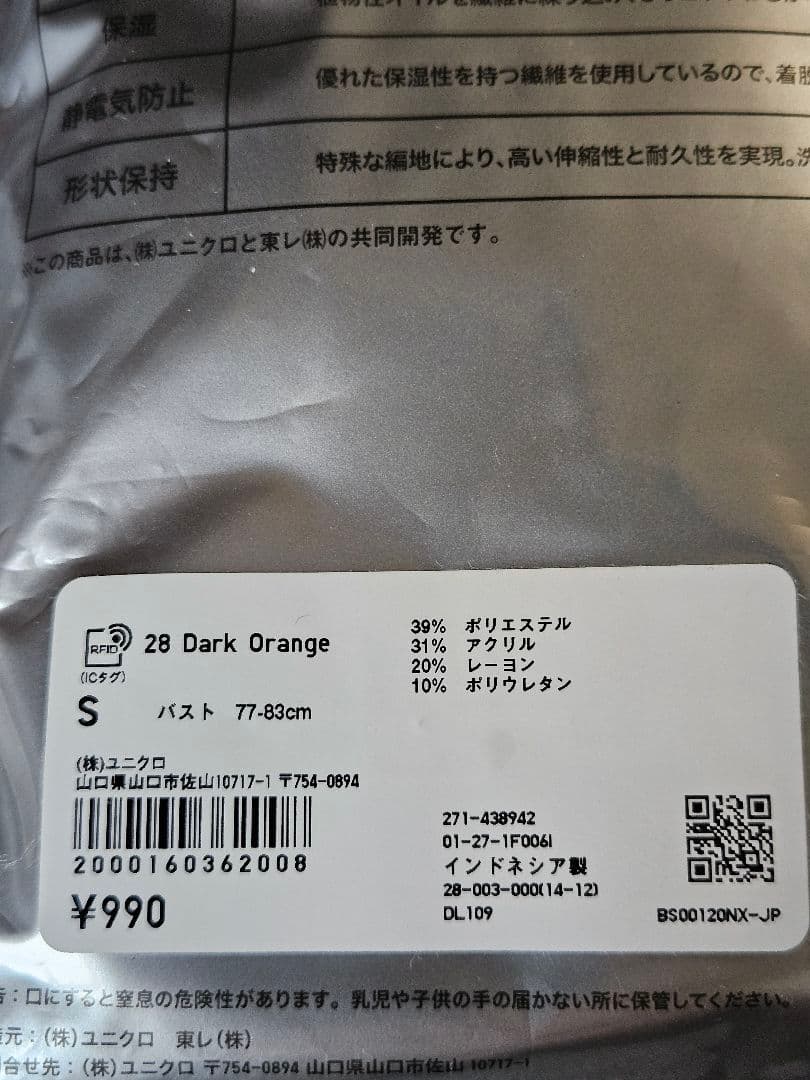 保湿
静電気防止
優れた保湿性を持つ繊維を使用しているので、着脱
形状保持
特殊な編地により、高い伸縮性と耐久性を実現。洗
※この商品は、㈱ユニクロと東レ㈱の共同開発です。
RFID
(ICタグ)
28 Dark Orange
39% ポリエステル
31% アクリル
20% レーヨン
10% ポリウレタン
S バスト 77-83cm
(株)ユニクロ
山口県山口市佐山10717-1 〒754-0894
2000160362008
¥990
271-438942
01-27-1F006I
インドネシア製
28-003-000(14-12)
DL109
BS00120NX-JP
告：口にすると窒息の危険性があります。乳児や子供の手の届かない所に保管してください。
元：(株)ユニクロ 東レ(株)
合せ先：(株)ユニクロ 〒754-0894 山口県山口市佐山 10717-1